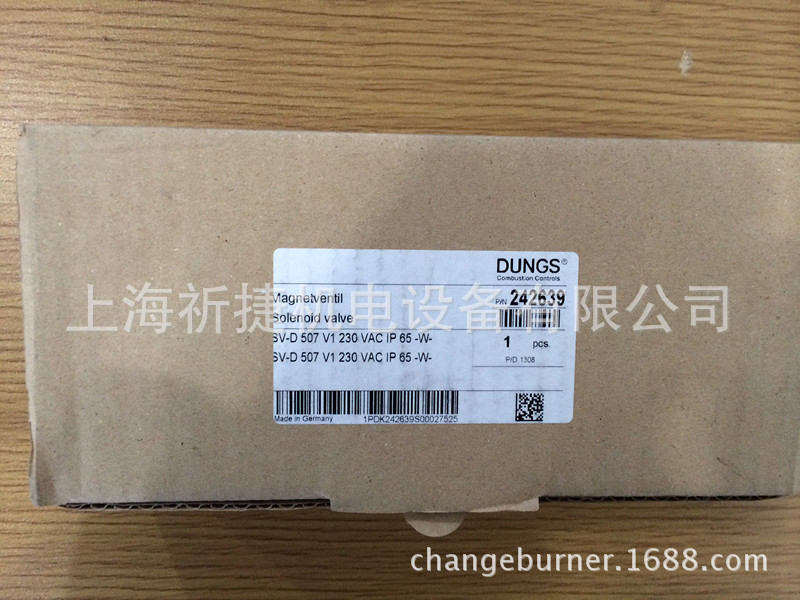 DUNGS®
Combustion Controls
Magnetventil
P/N 242639
Solenoid valve
上海祈捷机电设备有限公司
SV-D 507 V1 230 VAC IP 65 -W-
1 pcs.
SV-D 507 V1 230 VAC IP 65 -W-
P/D 1308
Made in Germany
1PDK242639S00027525
changeburner.1688.com